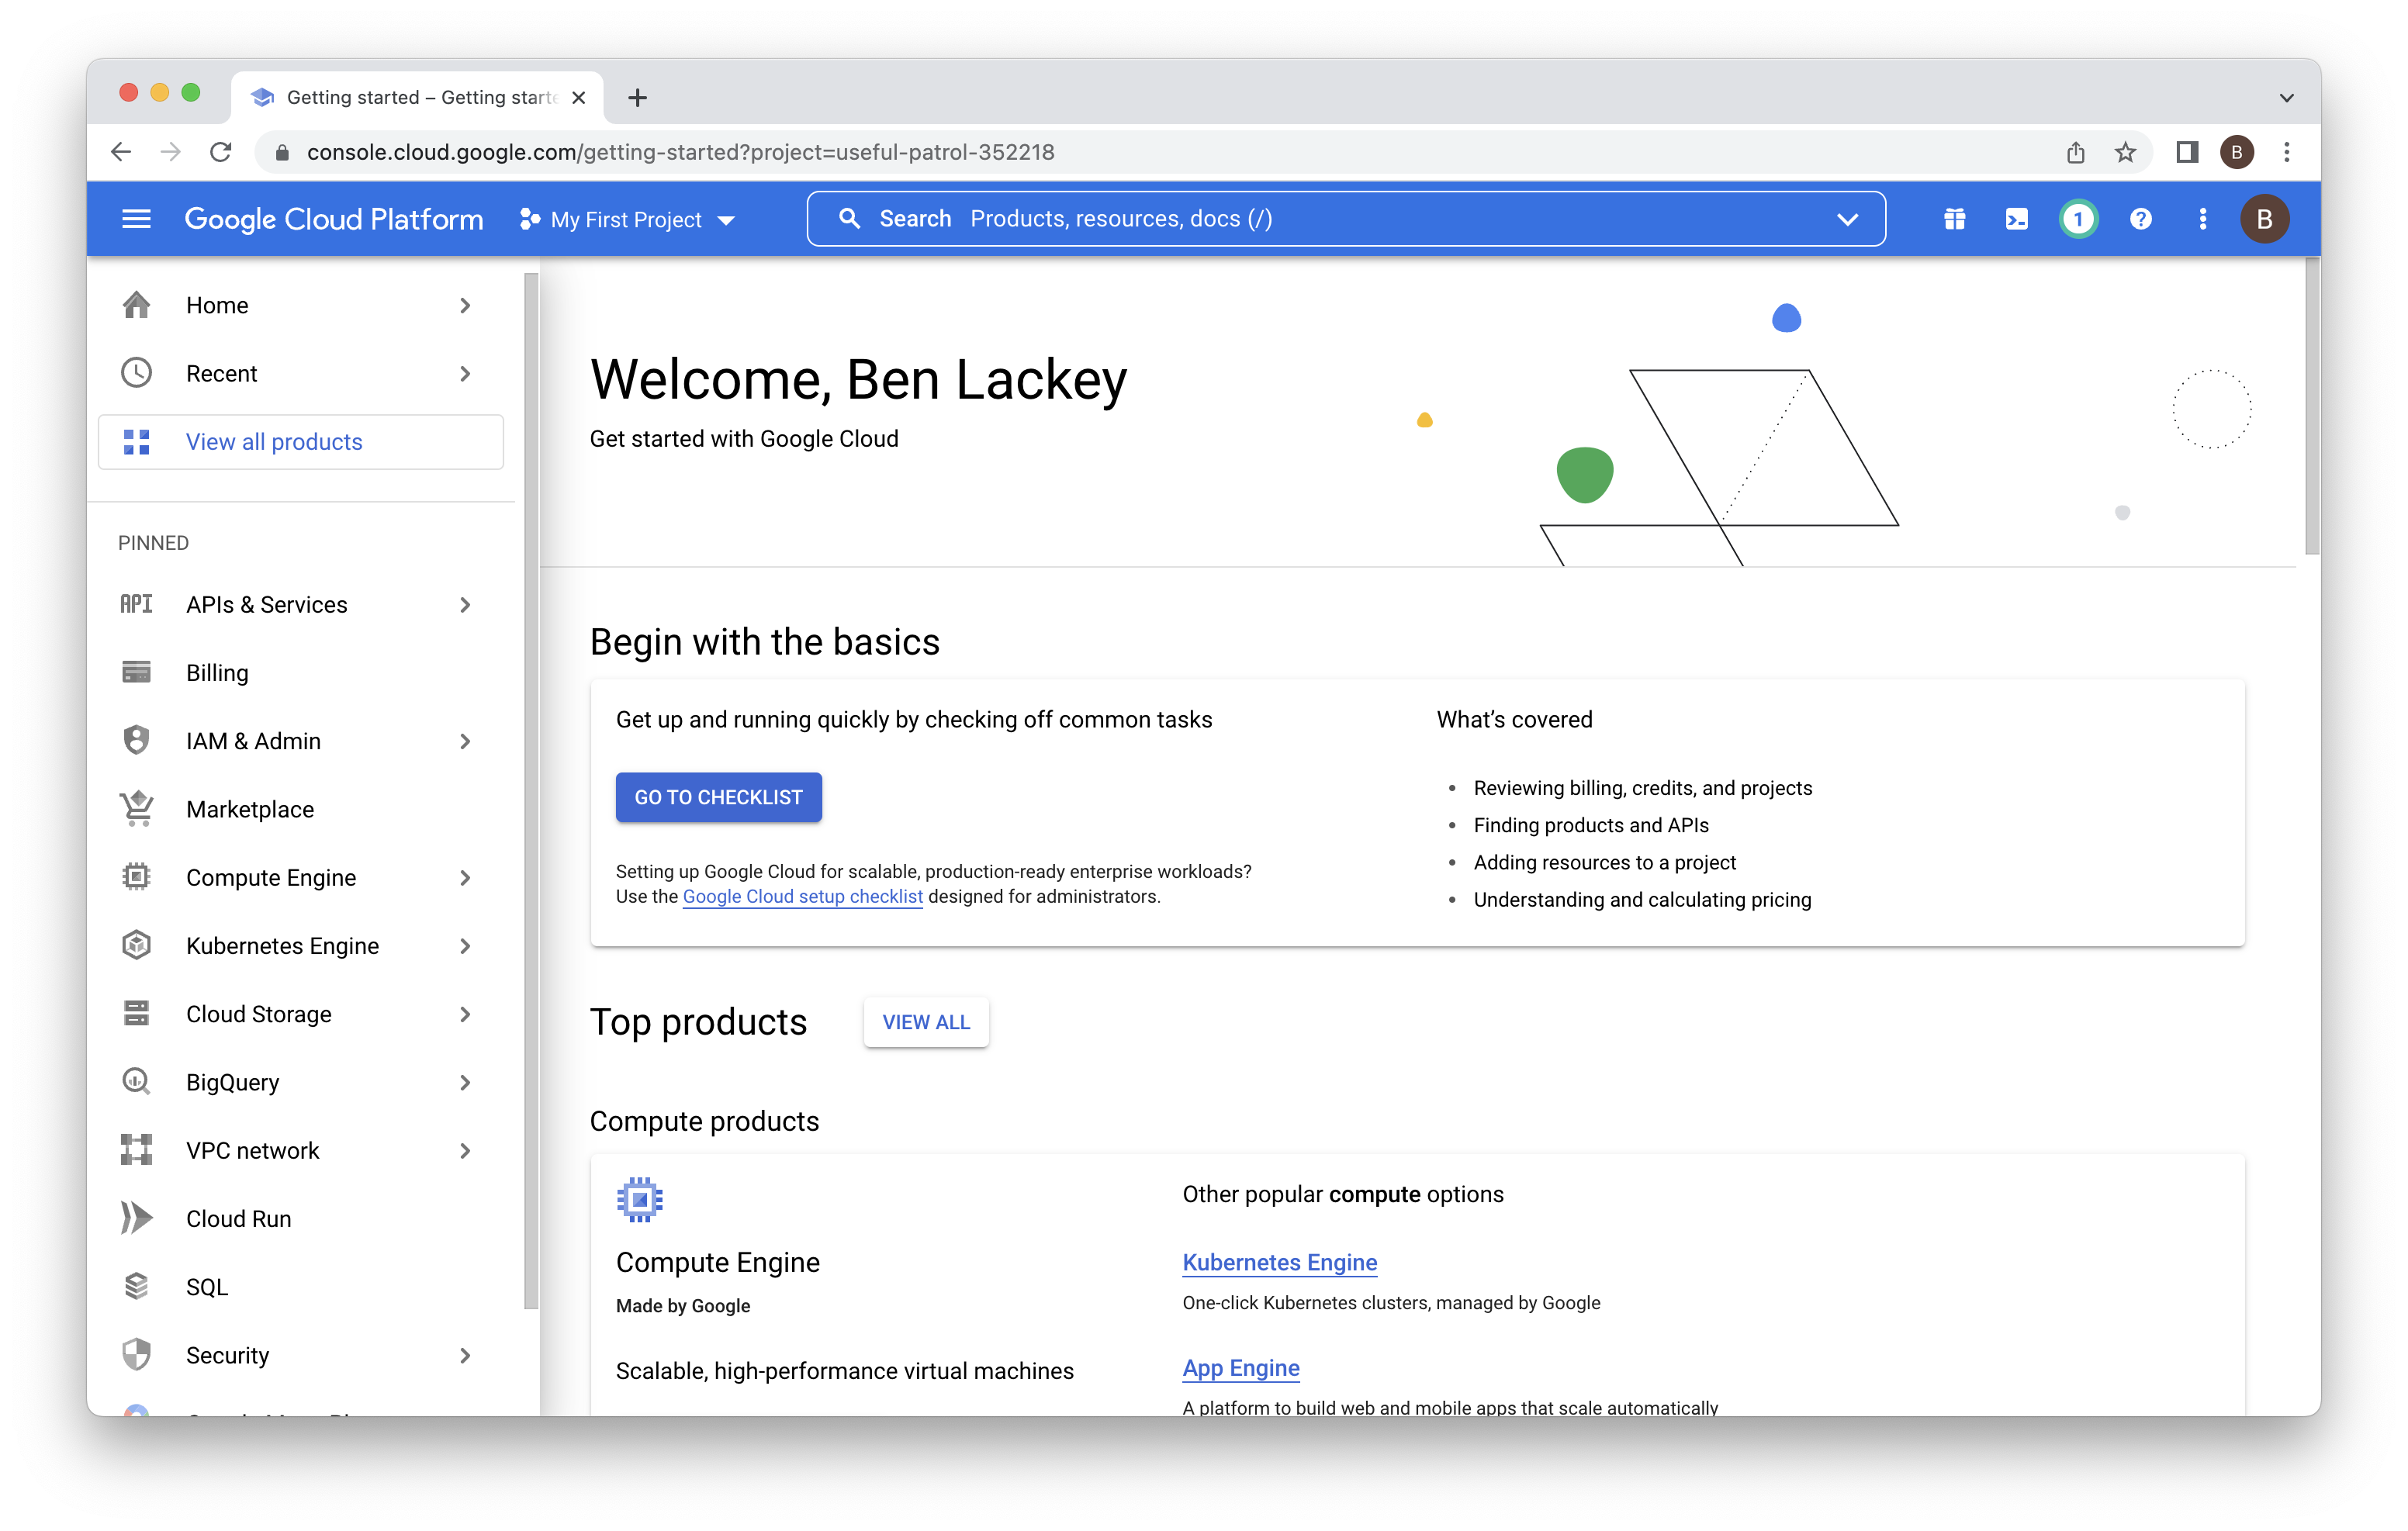 Getting started – Getting starte
console.cloud.google.com/getting-started?project=useful-patrol-352218
B
Google Cloud Platform
My First Project
Search Products, resources, docs (/)
1
?
B
Home
Recent
View all products
PINNED
API APIs & Services
Billing
IAM & Admin
Marketplace
Compute Engine
Kubernetes Engine
Cloud Storage
BigQuery
VPC network
Cloud Run
SQL
Security
Welcome, Ben Lackey
Get started with Google Cloud
Begin with the basics
Get up and running quickly by checking off common tasks
GO TO CHECKLIST
Setting up Google Cloud for scalable, production-ready enterprise workloads?
Use the Google Cloud setup checklist designed for administrators.
What’s covered
• Reviewing billing, credits, and projects
• Finding products and APIs
• Adding resources to a project
• Understanding and calculating pricing
Top products
VIEW ALL
Compute products
Compute Engine
Made by Google
Scalable, high-performance virtual machines
Other popular compute options
Kubernetes Engine
One-click Kubernetes clusters, managed by Google
App Engine
A platform to build web and mobile apps that scale automatically